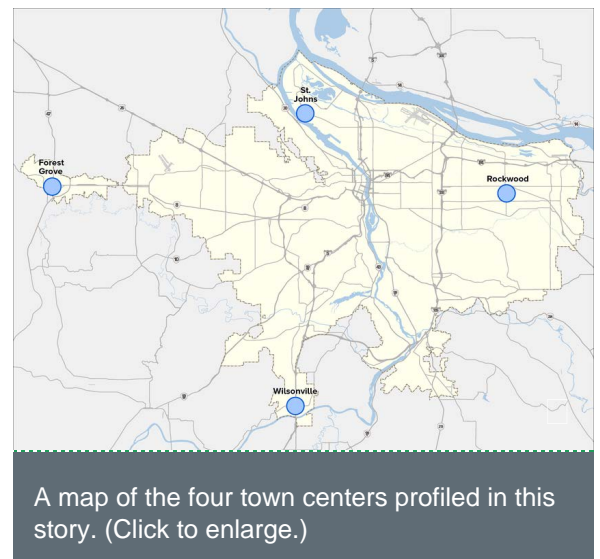 St.
Johns
Forest
Grove
Rockwood
Wilsonville
A map of the four town centers profiled in this
story. (Click to enlarge.)